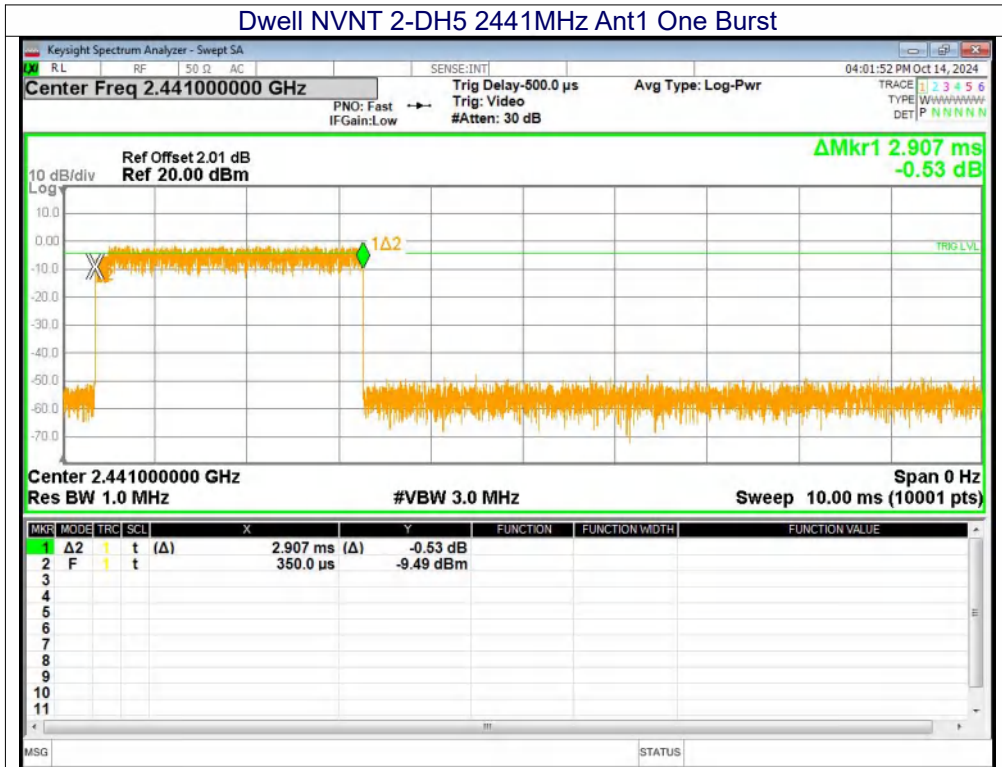 Dwell NVNT 2-DH5 2441MHz Ant1 One Burst
Keysight Spectrum Analyzer - Swept SA
LXI RL RF 50 Ω AC SENSE:INT 04:01:52 PM Oct 14, 2024
Center Freq 2.441000000 GHz
PNO: Fast
IFGain:Low
Trig Delay-500.0 µs
Trig: Video
#Atten: 30 dB
Avg Type: Log-Pwr
TRACE 1 2 3 4 5 6
TYPE WWWWWWW
DET P N N N N N
ΔMkr1 2.907 ms
-0.53 dB
Ref Offset 2.01 dB
10 dB/div Ref 20.00 dBm
Log
10.0
0.00
1Δ2
TRIG LVL
-10.0
-20.0
-30.0
-40.0
-50.0
-60.0
-70.0
Center 2.441000000 GHz Span 0 Hz
Res BW 1.0 MHz #VBW 3.0 MHz Sweep 10.00 ms (10001 pts)
MKR MODE TRC SCL X Y FUNCTION FUNCTION WIDTH FUNCTION VALUE
1 Δ2 1 t (Δ) 2.907 ms (Δ) -0.53 dB
2 F 1 t 350.0 µs -9.49 dBm
3
4
5
6
7
8
9
10
11
MSG STATUS